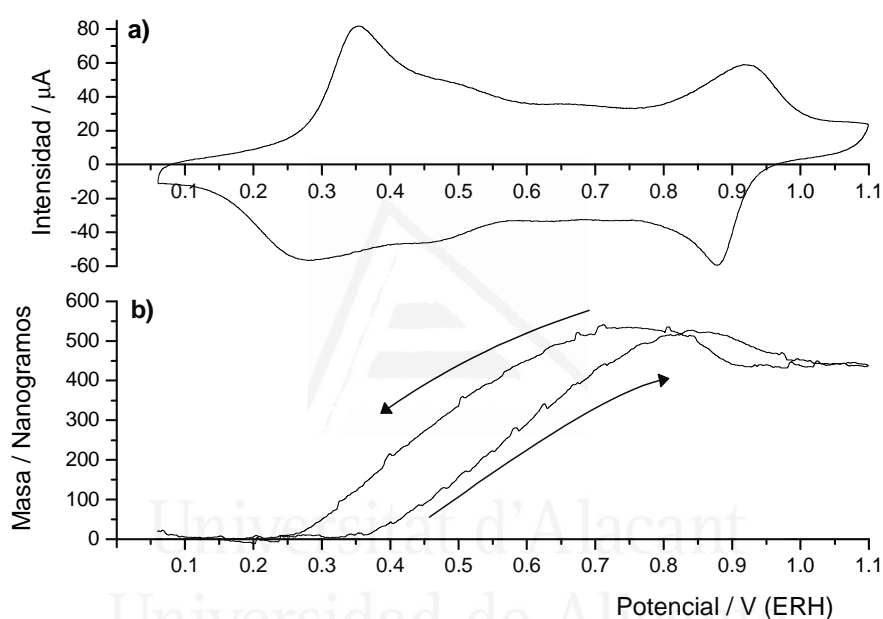 a)
80
60
40
20
0
-20
-40
-60
Intensidad / μA
0.1 0.2 0.3 0.4 0.5 0.6 0.7 0.8 0.9 1.0 1.1
b)
600
500
400
300
200
100
0
Masa / Nanogramos
0.1 0.2 0.3 0.4 0.5 0.6 0.7 0.8 0.9 1.0 1.1
Universitat d'Alacant
Potencial / V (ERH)
Universidad de Alicante